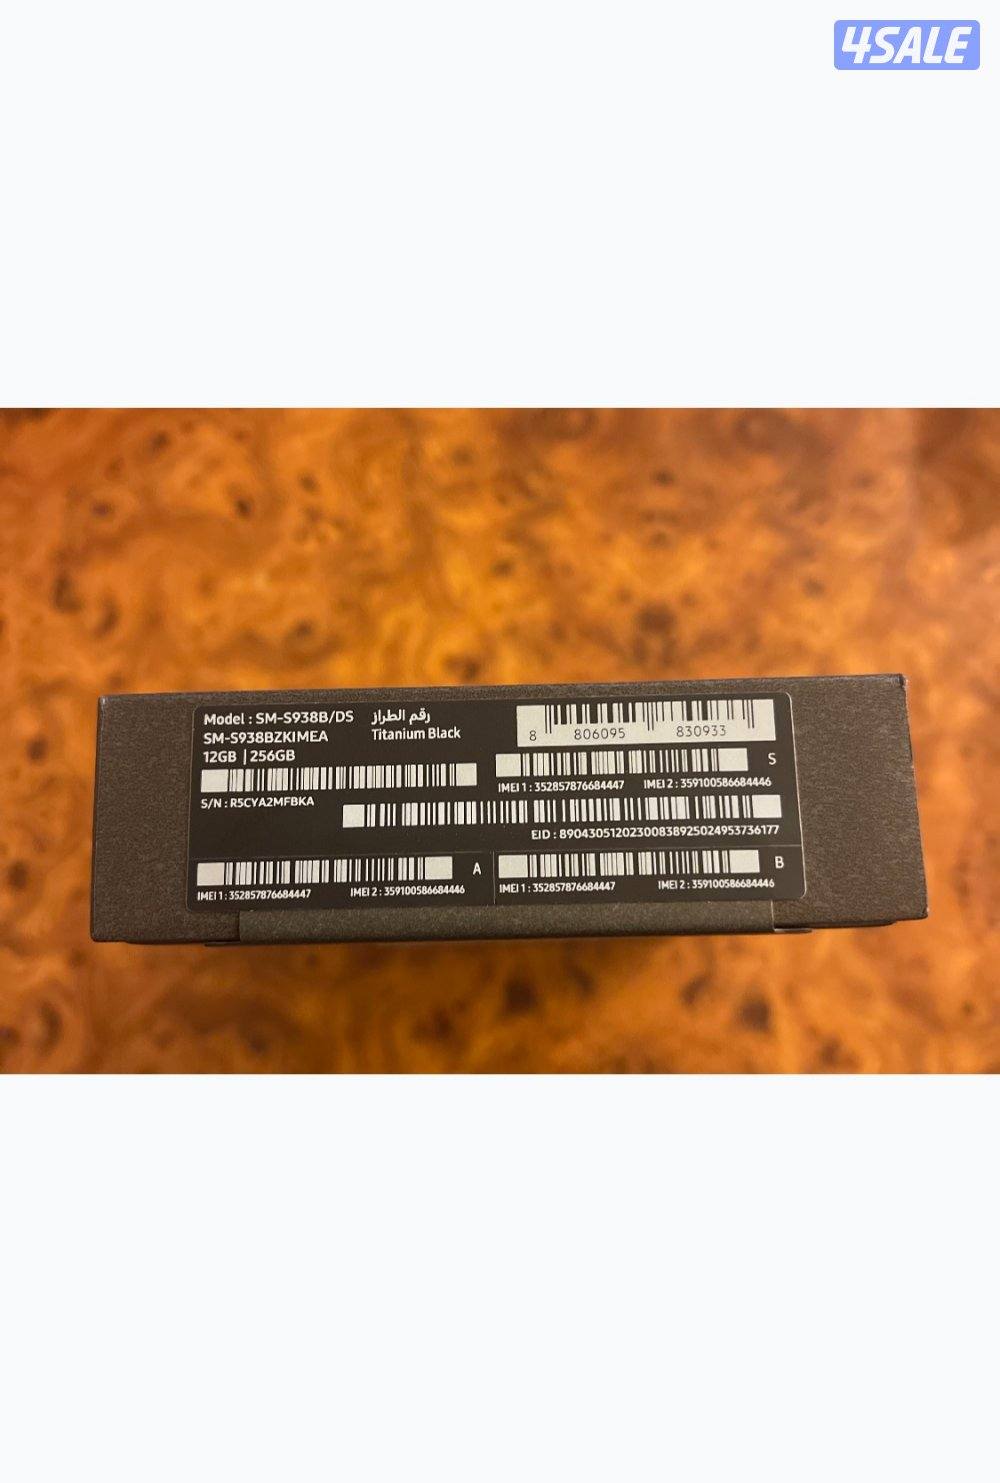 4SALE
Model : SM-S938B/DS رقم الطراز
SM-S938BZKIMEA Titanium Black
12GB | 256GB
8 806095 830933
S
IMEI 1 : 352857876684447 IMEI 2 : 359100586684446
S/N : R5CYA2MFBKA
EID : 89043051202300838925024953736177
A
IMEI 1 : 352857876684447 IMEI 2 : 359100586684446
B
IMEI 1 : 352857876684447 IMEI 2 : 359100586684446